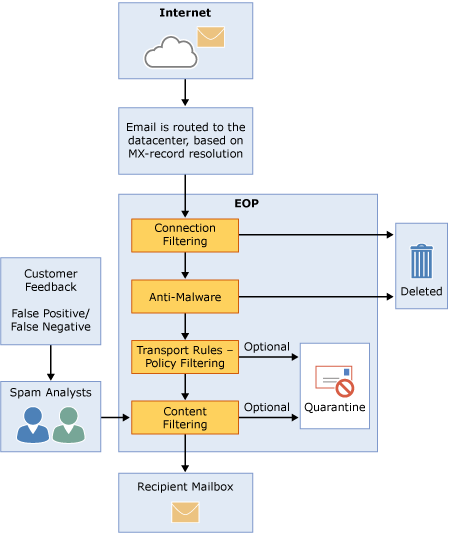 Internet
Email is routed to the
datacenter, based on
MX-record resolution
EOP
Connection
Filtering
Deleted
Customer
Feedback
False Positive/
False Negative
Anti-Malware
Transport Rules –
Policy Filtering
Optional
Quarantine
Spam Analysts
Content
Filtering
Optional
Recipient Mailbox